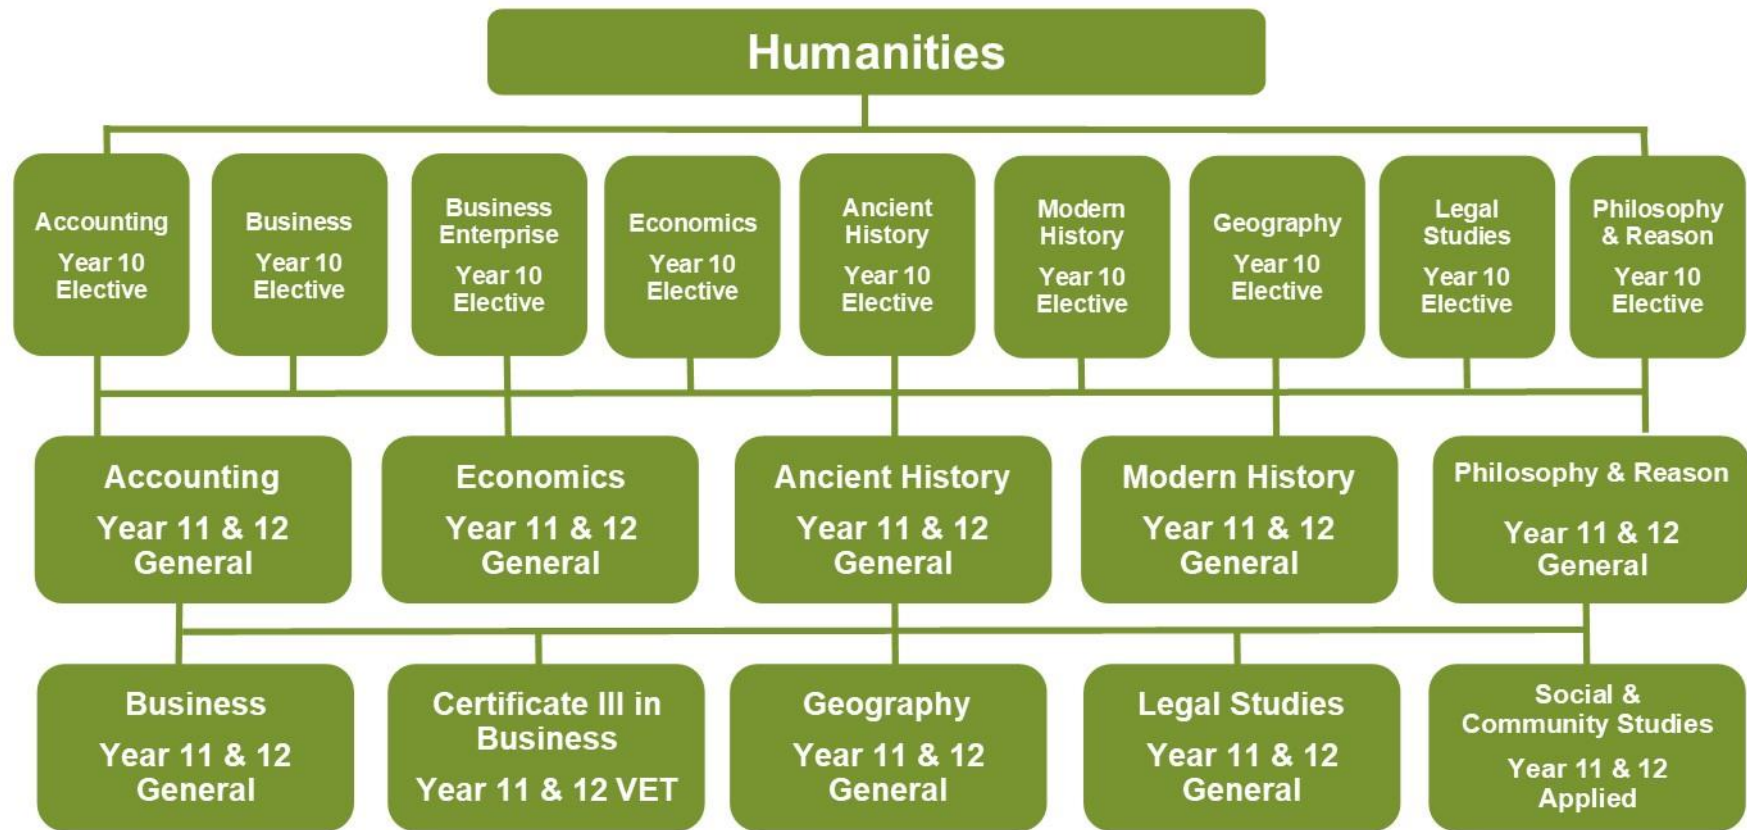 Humanities
Accounting
Year 10
Elective
Business
Year 10
Elective
Business
Enterprise
Year 10
Elective
Economics
Year 10
Elective
Ancient
History
Year 10
Elective
Modern
History
Year 10
Elective
Geography
Year 10
Elective
Legal
Studies
Year 10
Elective
Philosophy
& Reason
Year 10
Elective
Accounting
Year 11 & 12
General
Economics
Year 11 & 12
General
Ancient History
Year 11 & 12
General
Modern History
Year 11 & 12
General
Philosophy & Reason
Year 11 & 12
General
Business
Year 11 & 12
General
Certificate III in
Business
Year 11 & 12 VET
Geography
Year 11 & 12
General
Legal Studies
Year 11 & 12
General
Social &
Community Studies
Year 11 & 12
Applied